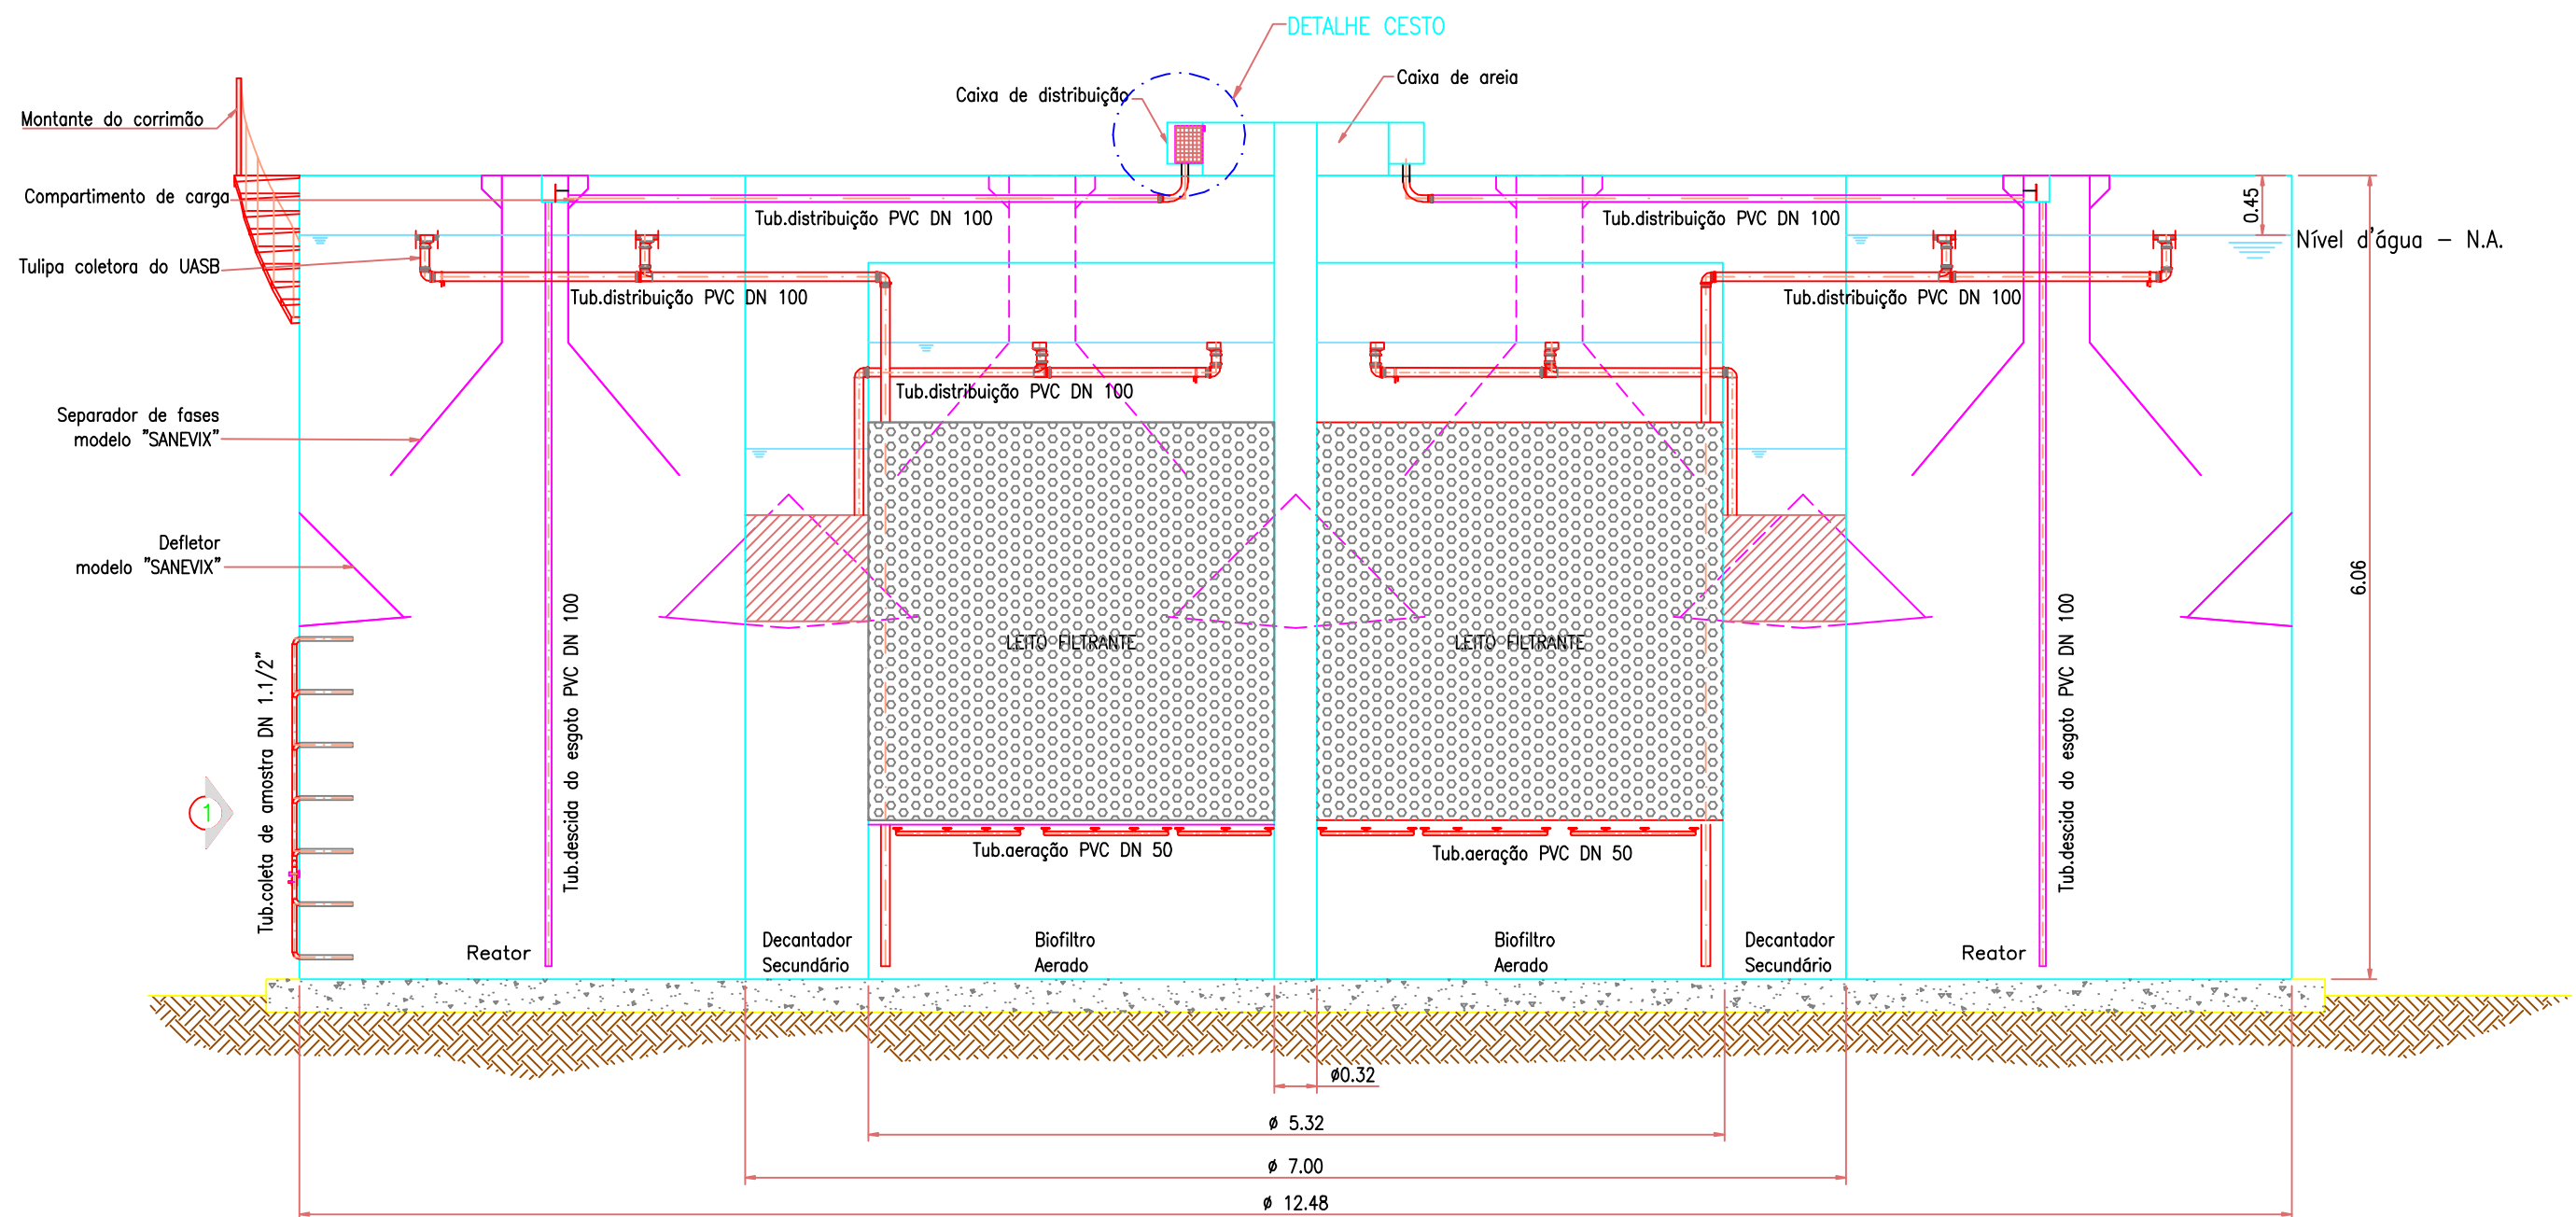 DETALHE CESTO
Caixa de areia
Caixa de distribuição
Montante do corrimão
Compartimento de carga
Tulipa coletora do UASB
Tub.distribuição PVC DN 100
Tub.distribuição PVC DN 100
0.45
Nível d'água – N.A.
Tub.distribuição PVC DN 100
Tub.distribuição PVC DN 100
Tub.distribuição PVC DN 100
Separador de fases
modelo "SANEVIX"
Defletor
modelo "SANEVIX"
6.06
LEITO FILTRANTE
LEITO FILTRANTE
Tub.coleta de amostra DN 1.1/2"
Tub.descida do esgoto PVC DN 100
Tub.descida do esgoto PVC DN 100
1
Tub.aeração PVC DN 50
Tub.aeração PVC DN 50
Reator
Decantador
Secundário
Biofiltro
Aerado
Biofiltro
Aerado
Decantador
Secundário
Reator
ø0.32
ø 5.32
ø 7.00
ø 12.48